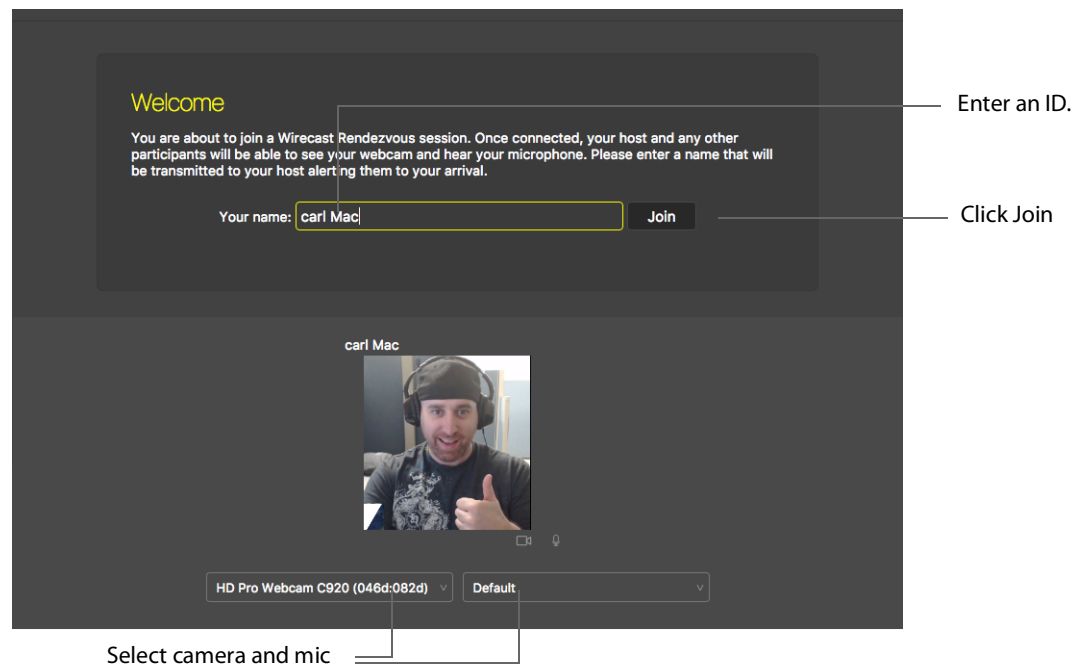 Welcome
Enter an ID.
You are about to join a Wirecast Rendezvous session. Once connected, your host and any other
participants will be able to see your webcam and hear your microphone. Please enter a name that will
be transmitted to your host alerting them to your arrival.
Your name: carl Mac Join
Click Join
carl Mac
HD Pro Webcam C920 (046d:082d) Default
Select camera and mic